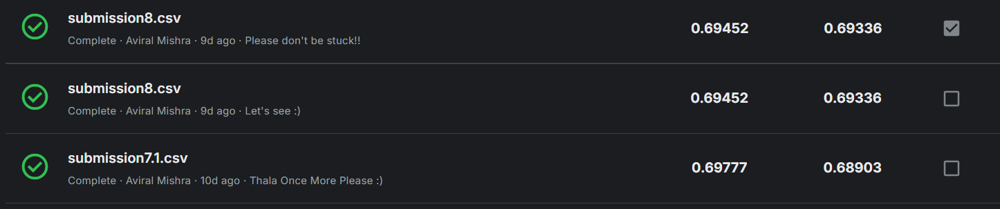 submission8.csv
Complete · Aviral Mishra · 9d ago · Please don't be stuck!!
0.69452
0.69336
submission8.csv
Complete · Aviral Mishra · 9d ago · Let's see :)
0.69452
0.69336
submission7.1.csv
Complete · Aviral Mishra · 10d ago · Thala Once More Please :)
0.69777
0.68903